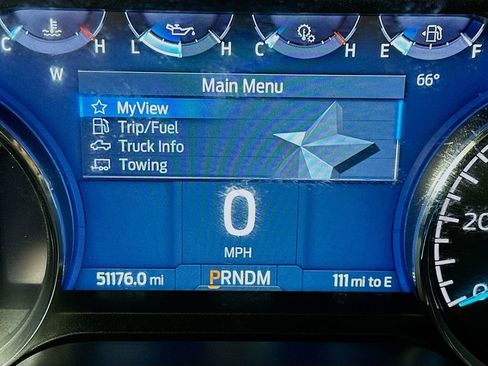 C H L H C H E F
W 66°
Main Menu
MyView
Trip/Fuel
Truck Info
Towing
0
MPH
51176.0 mi PRNDM 111 mi to E
20
0